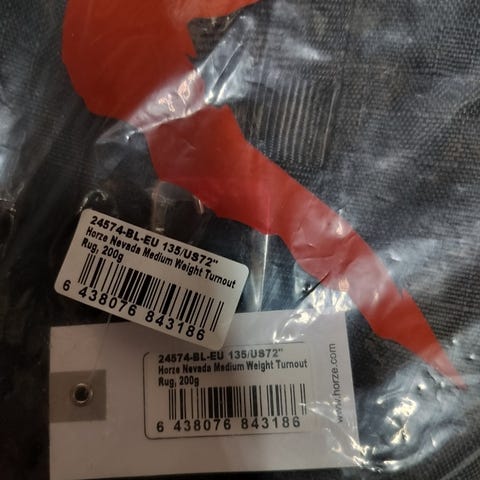 24574-BL-EU 135/US72"
Horze Nevada Medium Weight Turnout
Rug, 200g
6 438076 843186
24574-BL-EU 135/US72"
Horze Nevada Medium Weight Turnout
Rug, 200g
6 438076 843186
www.horze.com